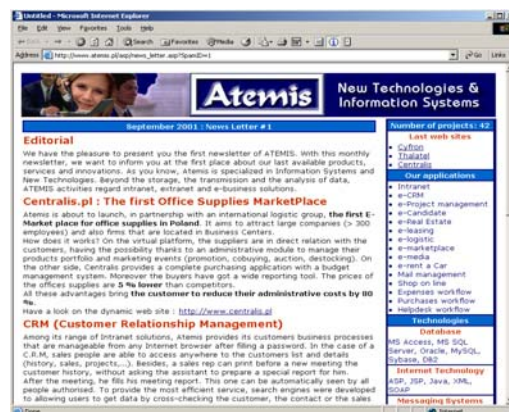 Untitled - Microsoft Internet Explorer
File Edit View Favorites Tools Help
Back Search Favorites Media
Address http://www.atemis.pl/asp/news_letter.asp?SpamID=1 Go Links
Atemis
New Technologies &
Information Systems
September 2001 : News Letter #1
Editorial
We have the pleasure to present you the first newsletter of ATEMIS. With this monthly
newsletter, we want to inform you at the first place about our last available products,
services and innovations. As you know, Atemis is specialized in Information Systems and
New Technologies. Beyond the storage, the transmission and the analysis of data,
ATEMIS activities regard intranet, extranet and e-business solutions.
Centralis.pl : The first Office Supplies MarketPlace
Atemis is about to launch, in partnership with an international logistic group, the first E-
Market place for office supplies in Poland. It aims to attract large companies (> 300
employees) and also firms that are located in Business Centers.
How does it works? On the virtual platform, the suppliers are in direct relation with the
customers, having the possibility thanks to an administrative module to manage their
products portfolio and marketing events (promotion, cobuying, auction, destocking). On
the other side, Centralis provides a complete purchasing application with a budget
management system. Moreover the buyers have got a wide reporting tool. The prices of
the offices supplies are 5 % lower than competitors.
All these advantages bring the customer to reduce their administrative costs by 80
%.
Have a look on the dynamic web site : http://www.centralis.pl
CRM (Customer Relationship Management)
Among its range of Intranet solutions, Atemis provides its customers business processes
that are manageable from any Internet browser after filling a password. In the case of a
C.R.M, sales people are able to access anywhere to the customers list and details
(history, sales, projects,...). Besides, a sales rep can print before a new meeting the
customer history, without asking the assistant to prepare a special report for him.
After the meeting, he fills his meeting report. This one can be automatically seen by all
people authorised. To provide the most efficient service, search engines were developed
to allowing users to get data by cross-checking the customer, the contact or the sales
Number of projects: 42
Last web sites
Cyfron
Thalatel
Centralis
Our applications
Intranet
e-CRM
e-Project management
e-Candidate
e-Real Estate
e-leasing
e-logistic
e-marketplace
e-media
e-rent a Car
Mail management
Shop on line
Expenses workflow
Purchases workflow
Helpdesk workflow
Technologies
Database
MS Access, MS SQL
Server, Oracle, MySQL,
Sybase, DB2
Internet Technology
ASP, JSP, Java, XML,
SOAP
Messaging Systems
Done
Internet